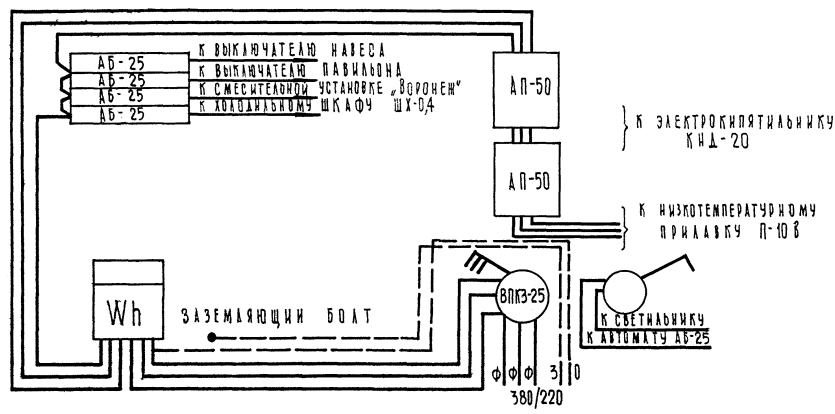 К ВЫКЛЮЧАТЕЛЮ НАВЕСА
АБ-25
К ВЫКЛЮЧАТЕЛЮ ПАВИЛЬОНА
АБ-25
К СМЕСИТЕЛЬНОЙ УСТАНОВКЕ „ВОРОНЕЖ"
АБ-25
К ХОЛОДИЛЬНОМУ ШКАФУ ШХ-0,4
АБ-25
АП-50
К ЭЛЕКТРОКИПЯТИЛЬНИКУ
КНД-20
АП-50
К НИЗКОТЕМПЕРАТУРНОМУ
ПРИЛАВКУ П-10В
Wh
ЗАЗЕМЛЯЮЩИЙ БОЛТ
ВПК3-25
К СВЕТИЛЬНИКУ
К АВТОМАТУ АБ-25
Ф Ф Ф З О
380/220